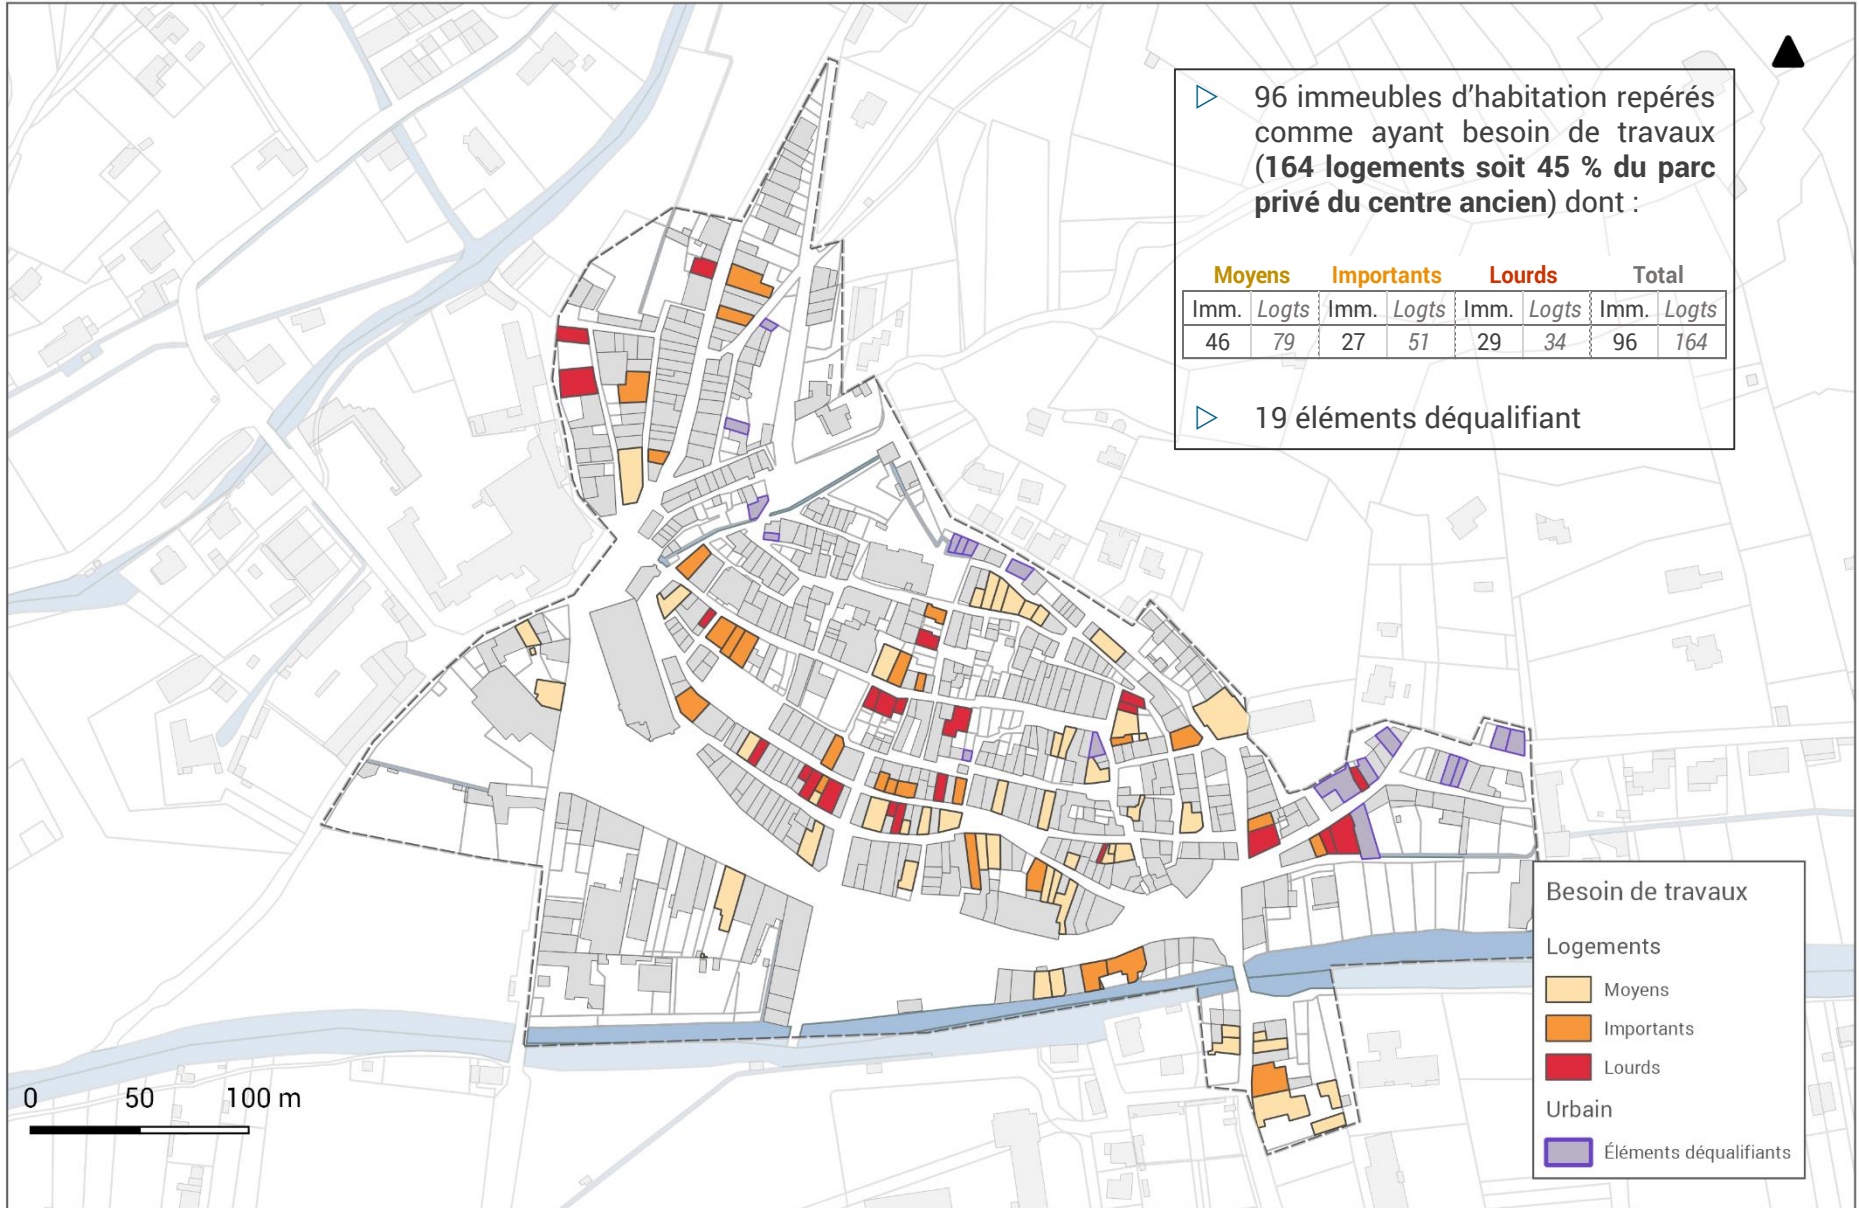 ▷ 96 immeubles d'habitation repérés
comme ayant besoin de travaux
(164 logements soit 45 % du parc
privé du centre ancien) dont :
Moyens Importants Lourds Total
Imm. Logts Imm. Logts Imm. Logts Imm. Logts
46 79 27 51 29 34 96 164
▷ 19 éléments déqualifiant
Besoin de travaux
Logements
Moyens
Importants
Lourds
Urbain
Éléments déqualifiants
0 50 100 m